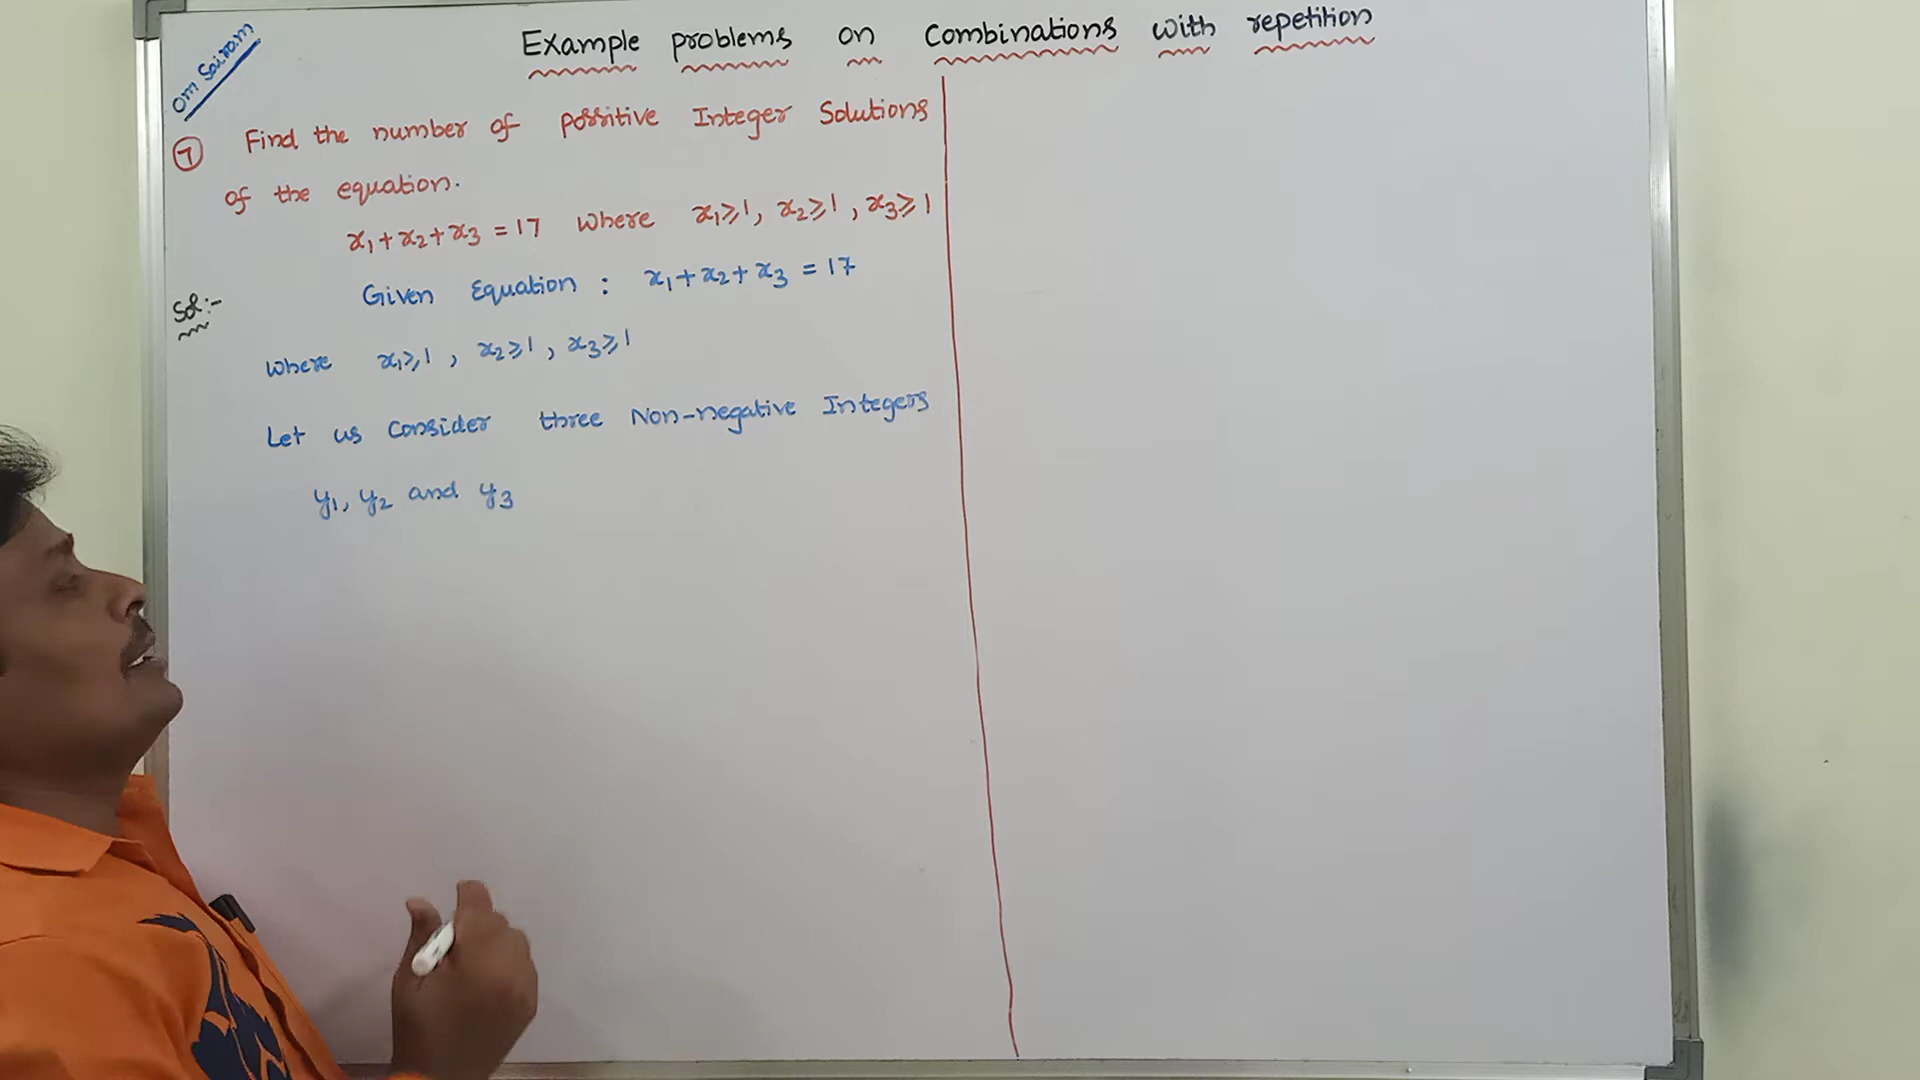 Om Sairam
Example problems on Combinations with repetition
7 Find the number of possitive Integer Solutions
of the equation.
x₁+x₂+x₃ = 17 where x₁≥1, x₂≥1, x₃≥1
Sol:- Given Equation : x₁+x₂+x₃ = 17
where x₁≥1, x₂≥1, x₃≥1
Let us Consider three Non-negative Integers
y₁, y₂ and y₃